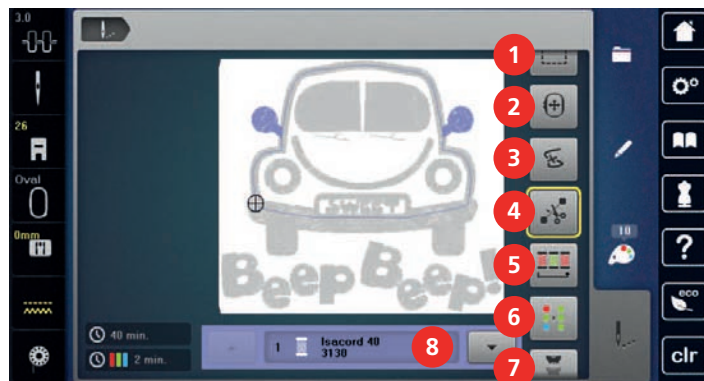 3.0
26
Oval
0mm
SWEET
Beep Beep!
40 min.
2 min.
1 Isacord 40
3130
1
2
3
4
5
6
7
8
10
?
eco
clr